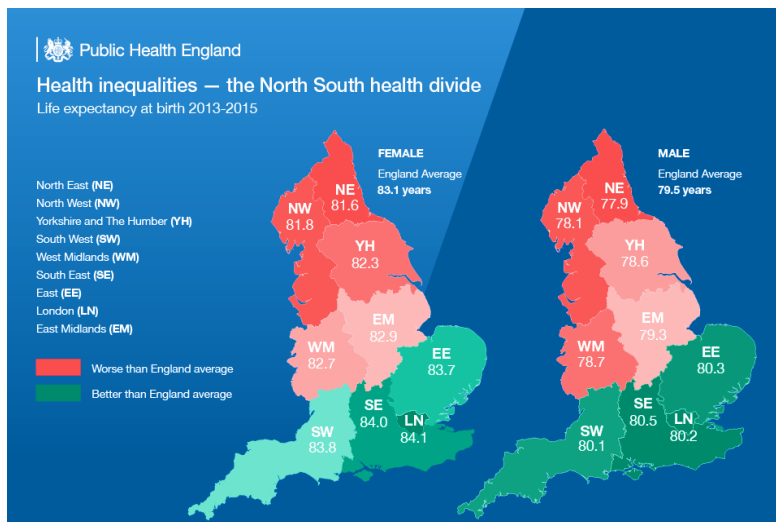 Public Health England
Health inequalities — the North South health divide
Life expectancy at birth 2013-2015
North East (NE)
North West (NW)
Yorkshire and The Humber (YH)
South West (SW)
West Midlands (WM)
South East (SE)
East (EE)
London (LN)
East Midlands (EM)
Worse than England average
Better than England average
FEMALE
England Average
83.1 years
NE
81.6
NW
81.8
YH
82.3
EM
82.9
WM
82.7
EE
83.7
SE
84.0
LN
84.1
SW
83.8
MALE
England Average
79.5 years
NE
77.9
NW
78.1
YH
78.6
EM
79.3
WM
78.7
EE
80.3
SE
80.5
LN
80.2
SW
80.1